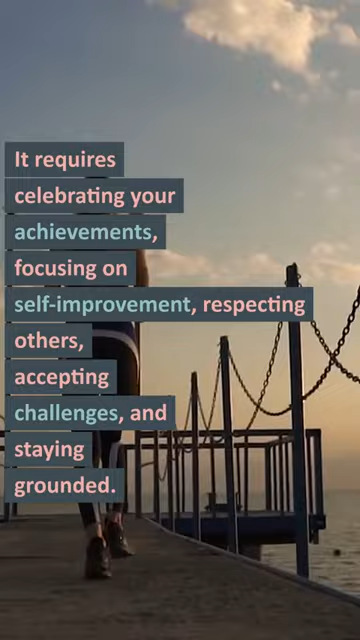 It requires
celebrating your
achievements,
focusing on
self-improvement, respecting
others,
accepting
challenges, and
staying
grounded.